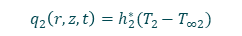 q₂(r, z, t) = h₂*(T₂ − T∞₂)